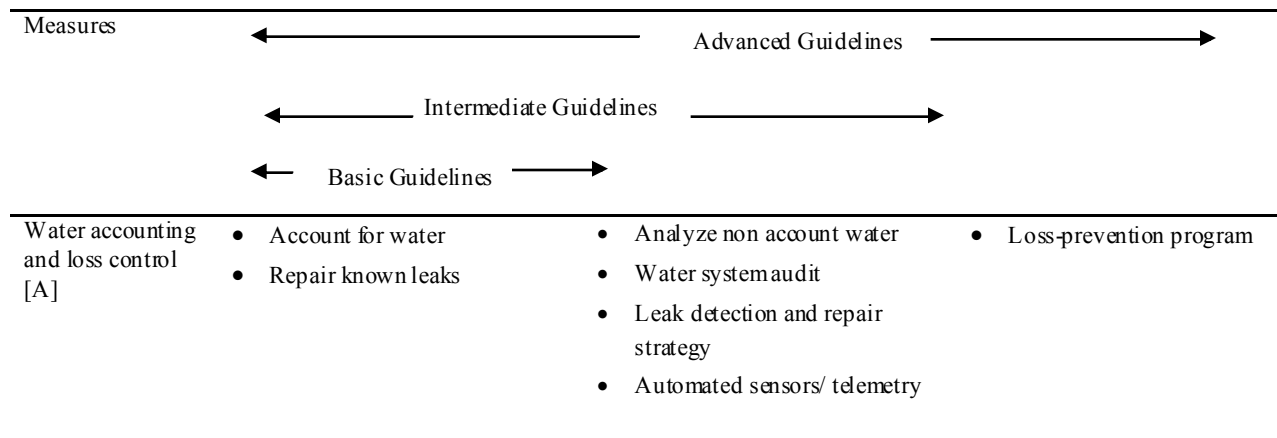 Measures
Advanced Guidelines
Intermediate Guidelines
Basic Guidelines
Water accounting
and loss control
[A]
• Account for water
• Repair known leaks
• Analyze non account water
• Water system audit
• Leak detection and repair
strategy
• Automated sensors/ telemetry
• Loss-prevention program